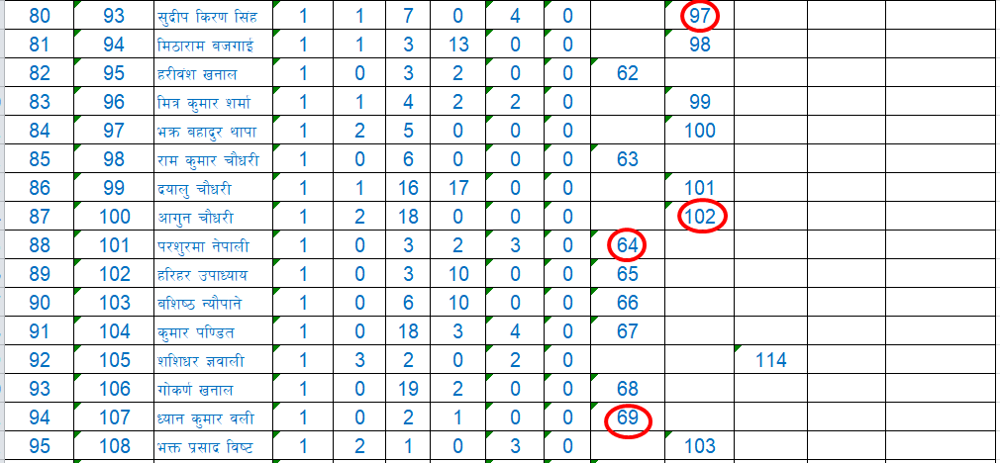 80 93 सुदीप किरण सिंह 1 1 7 0 4 0 97
81 94 मिठाराम बजगाई 1 1 3 13 0 0 98
82 95 हरीवंश खनाल 1 0 3 2 0 0 62
83 96 मित्र कुमार शर्मा 1 1 4 2 2 0 99
84 97 भक्त बहादुर थापा 1 2 5 0 0 0 100
85 98 राम कुमार चौधरी 1 0 6 0 0 0 63
86 99 दयालु चौधरी 1 1 16 17 0 0 101
87 100 आगुन चौधरी 1 2 18 0 0 0 102
88 101 परशुरमा नेपाली 1 0 3 2 3 0 64
89 102 हरिहर उपाध्याय 1 0 3 10 0 0 65
90 103 बशिष्ठ न्यौपाने 1 0 6 10 0 0 66
91 104 कुमार पण्डित 1 0 18 3 4 0 67
92 105 शशिधर ज्ञवाली 1 3 2 0 2 0 114
93 106 गोकर्ण खनाल 1 0 19 2 0 0 68
94 107 ध्यान कुमार वली 1 0 2 1 0 0 69
95 108 भक्त प्रसाद विष्ट 1 2 1 0 3 0 103